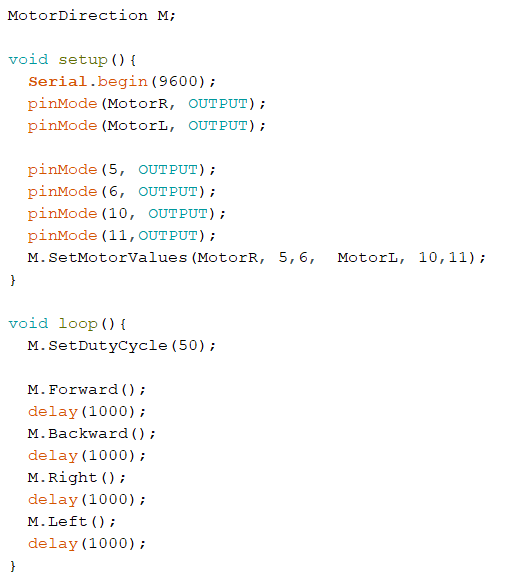 MotorDirection M;
void setup(){
Serial.begin(9600);
pinMode(MotorR, OUTPUT);
pinMode(MotorL, OUTPUT);
pinMode(5, OUTPUT);
pinMode(6, OUTPUT);
pinMode(10, OUTPUT);
pinMode(11,OUTPUT);
M.SetMotorValues(MotorR, 5,6,  MotorL, 10,11);
}
void loop(){
M.SetDutyCycle(50);
M.Forward();
delay(1000);
M.Backward();
delay(1000);
M.Right();
delay(1000);
M.Left();
delay(1000);
}